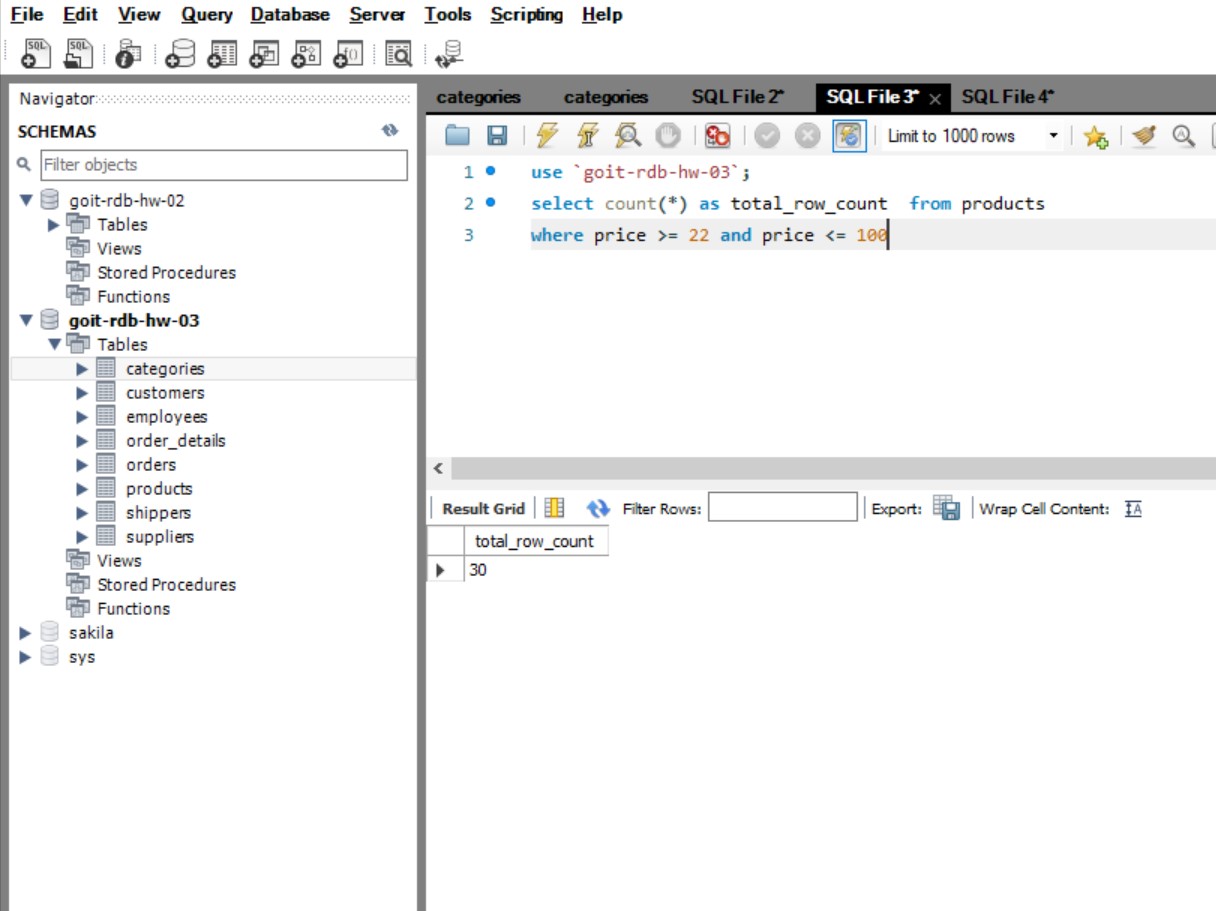 File Edit View Query Database Server Tools Scripting Help
SQL SQL
Navigator
SCHEMAS
Filter objects
goit-rdb-hw-02
Tables
Views
Stored Procedures
Functions
goit-rdb-hw-03
Tables
categories
customers
employees
order_details
orders
products
shippers
suppliers
Views
Stored Procedures
Functions
sakila
sys
categories categories SQL File 2* SQL File 3* SQL File 4*
Limit to 1000 rows
1 use `goit-rdb-hw-03`;
2 select count(*) as total_row_count from products
3 where price >= 22 and price <= 100
Result Grid Filter Rows: Export: Wrap Cell Content: IA
total_row_count
30